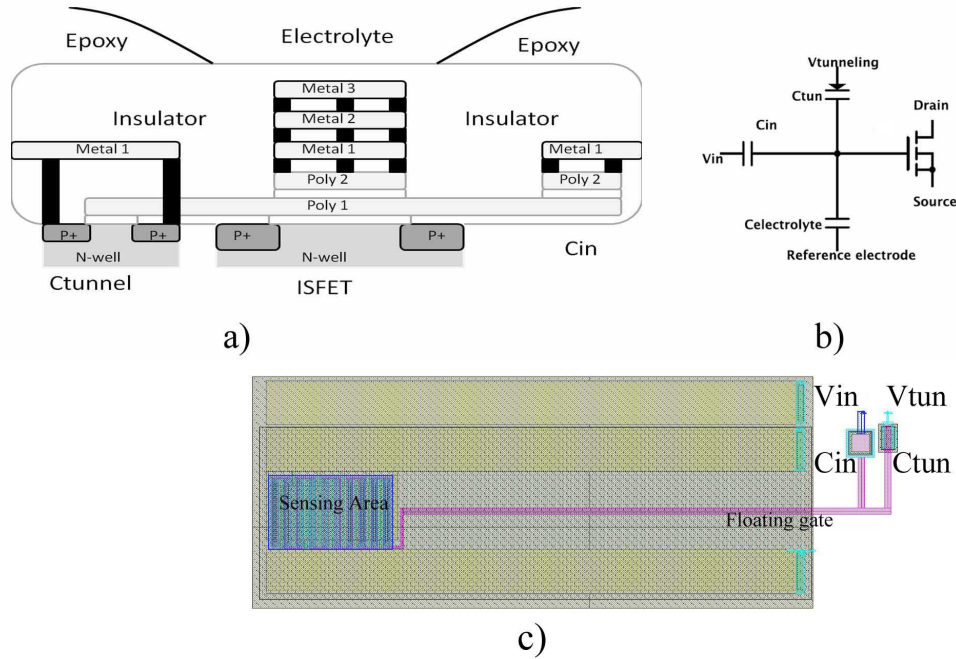 Epoxy
Electrolyte
Epoxy
Metal 3
Insulator
Metal 2
Insulator
Metal 1
Metal 1
Metal 1
Poly 2
Poly 2
Poly 1
P+
P+
P+
P+
N-well
N-well
Cin
Ctunnel
ISFET
a)
Vtunneling
Ctun
Drain
Cin
Vin
Source
Celectrolyte
Reference electrode
b)
Vin
Vtun
Cin
Ctun
Sensing Area
Floating gate
c)